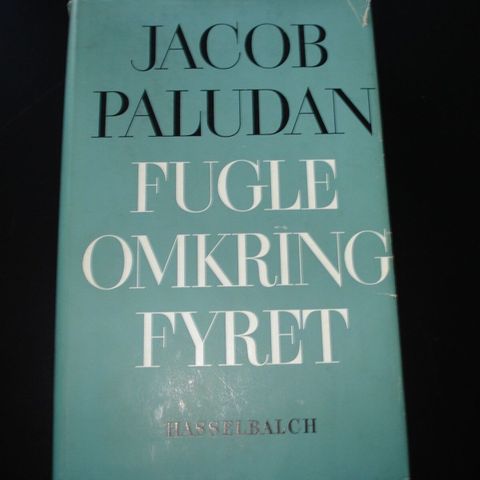 JACOB
PALUDAN
FUGLE
OMKRING
FYRET
HASSELBALCH